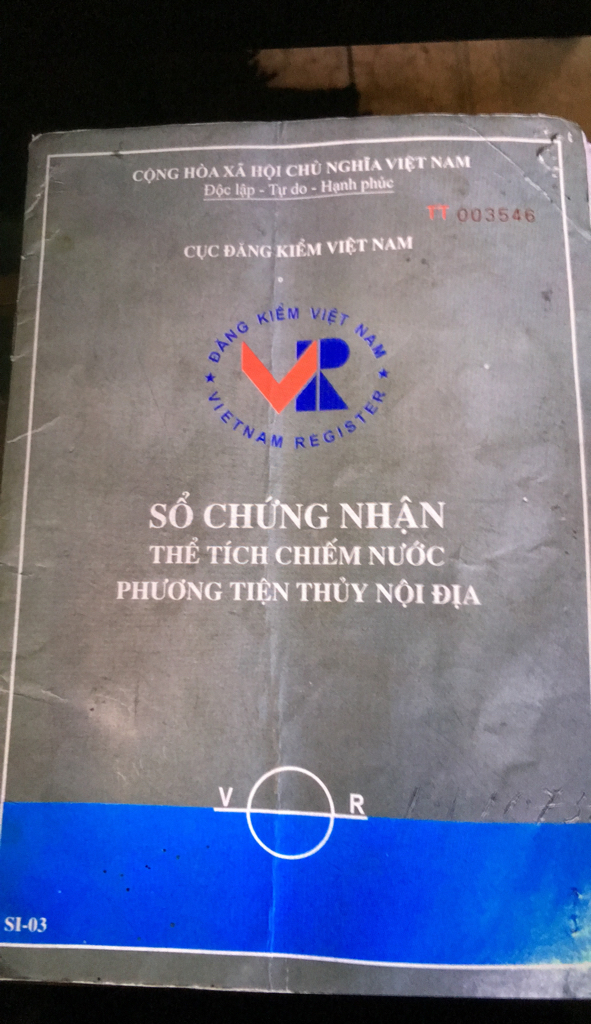 CỘNG HÒA XÃ HỘI CHỦ NGHĨA VIỆT NAM
Độc lập - Tự do - Hạnh phúc
TT 003546
CỤC ĐĂNG KIỂM VIỆT NAM
ĐĂNG KIỂM VIỆT NAM
VR
★ VIETNAM REGISTER ★
SỔ CHỨNG NHẬN
THỂ TÍCH CHIẾM NƯỚC
PHƯƠNG TIỆN THỦY NỘI ĐỊA
V R
SI-03